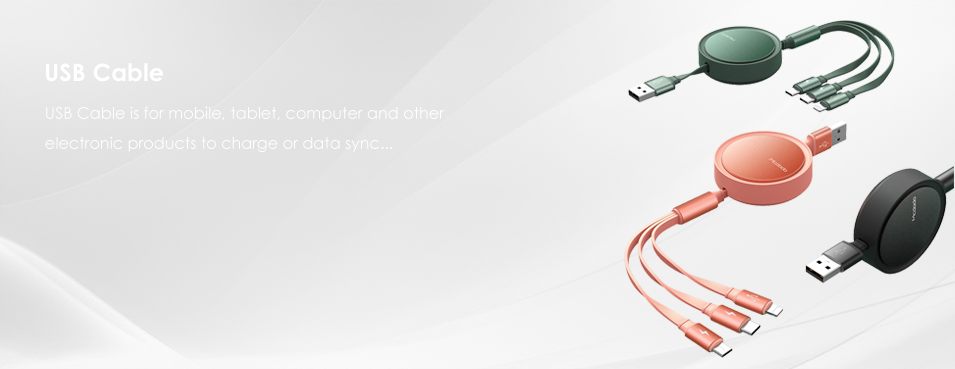 USB Cable
USB Cable is for mobile, tablet, computer and other
electronic products to charge or data sync...